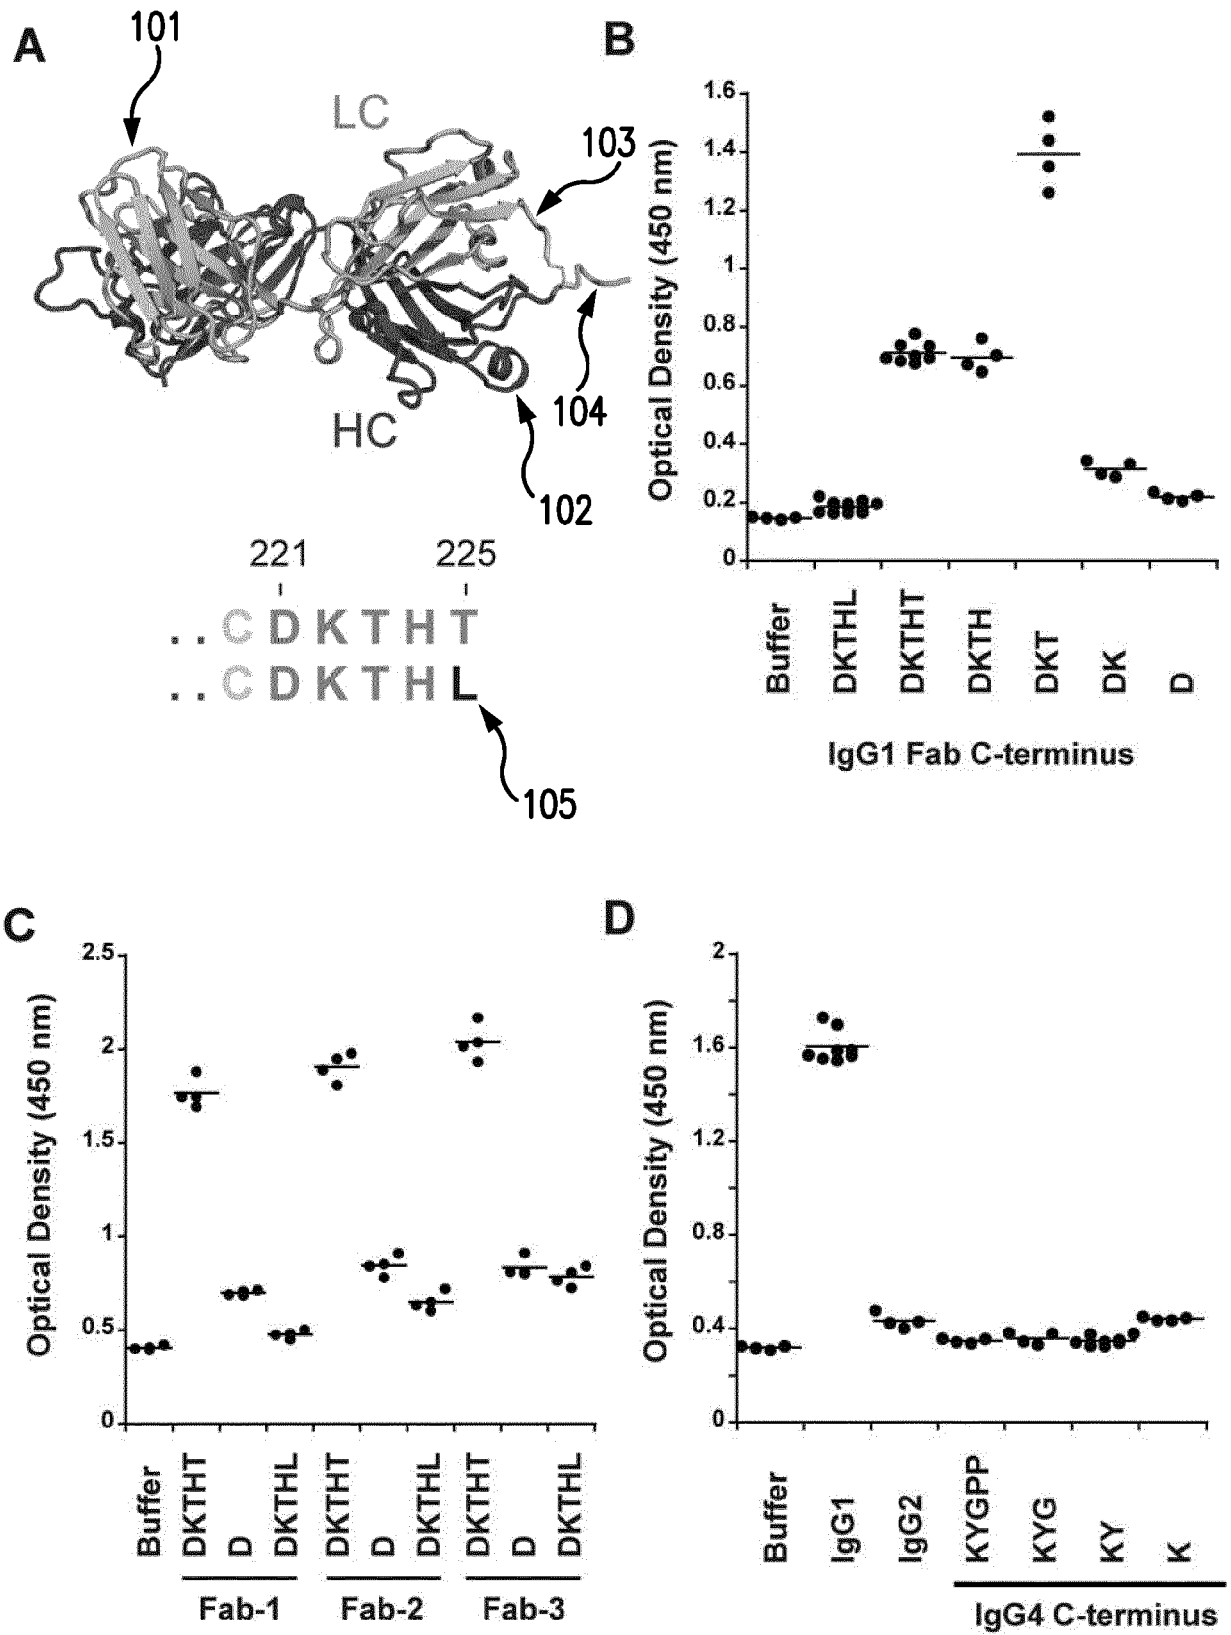 A
101
LC
103
104
HC
102
221
225
. . C D K T H T
. . C D K T H L
105
B
Optical Density (450 nm)
1.6
1.4
1.2
1
0.8
0.6
0.4
0.2
0
Buffer
DKTHL
DKTHT
DKTH
DKT
DK
D
IgG1 Fab C-terminus
C
Optical Density (450 nm)
2.5
2
1.5
1
0.5
0
Buffer
DKTHT
D
DKTHL
DKTHT
D
DKTHL
DKTHT
D
DKTHL
Fab-1
Fab-2
Fab-3
D
Optical Density (450 nm)
2
1.6
1.2
0.8
0.4
0
Buffer
IgG1
IgG2
KYGPP
KYG
KY
K
IgG4 C-terminus